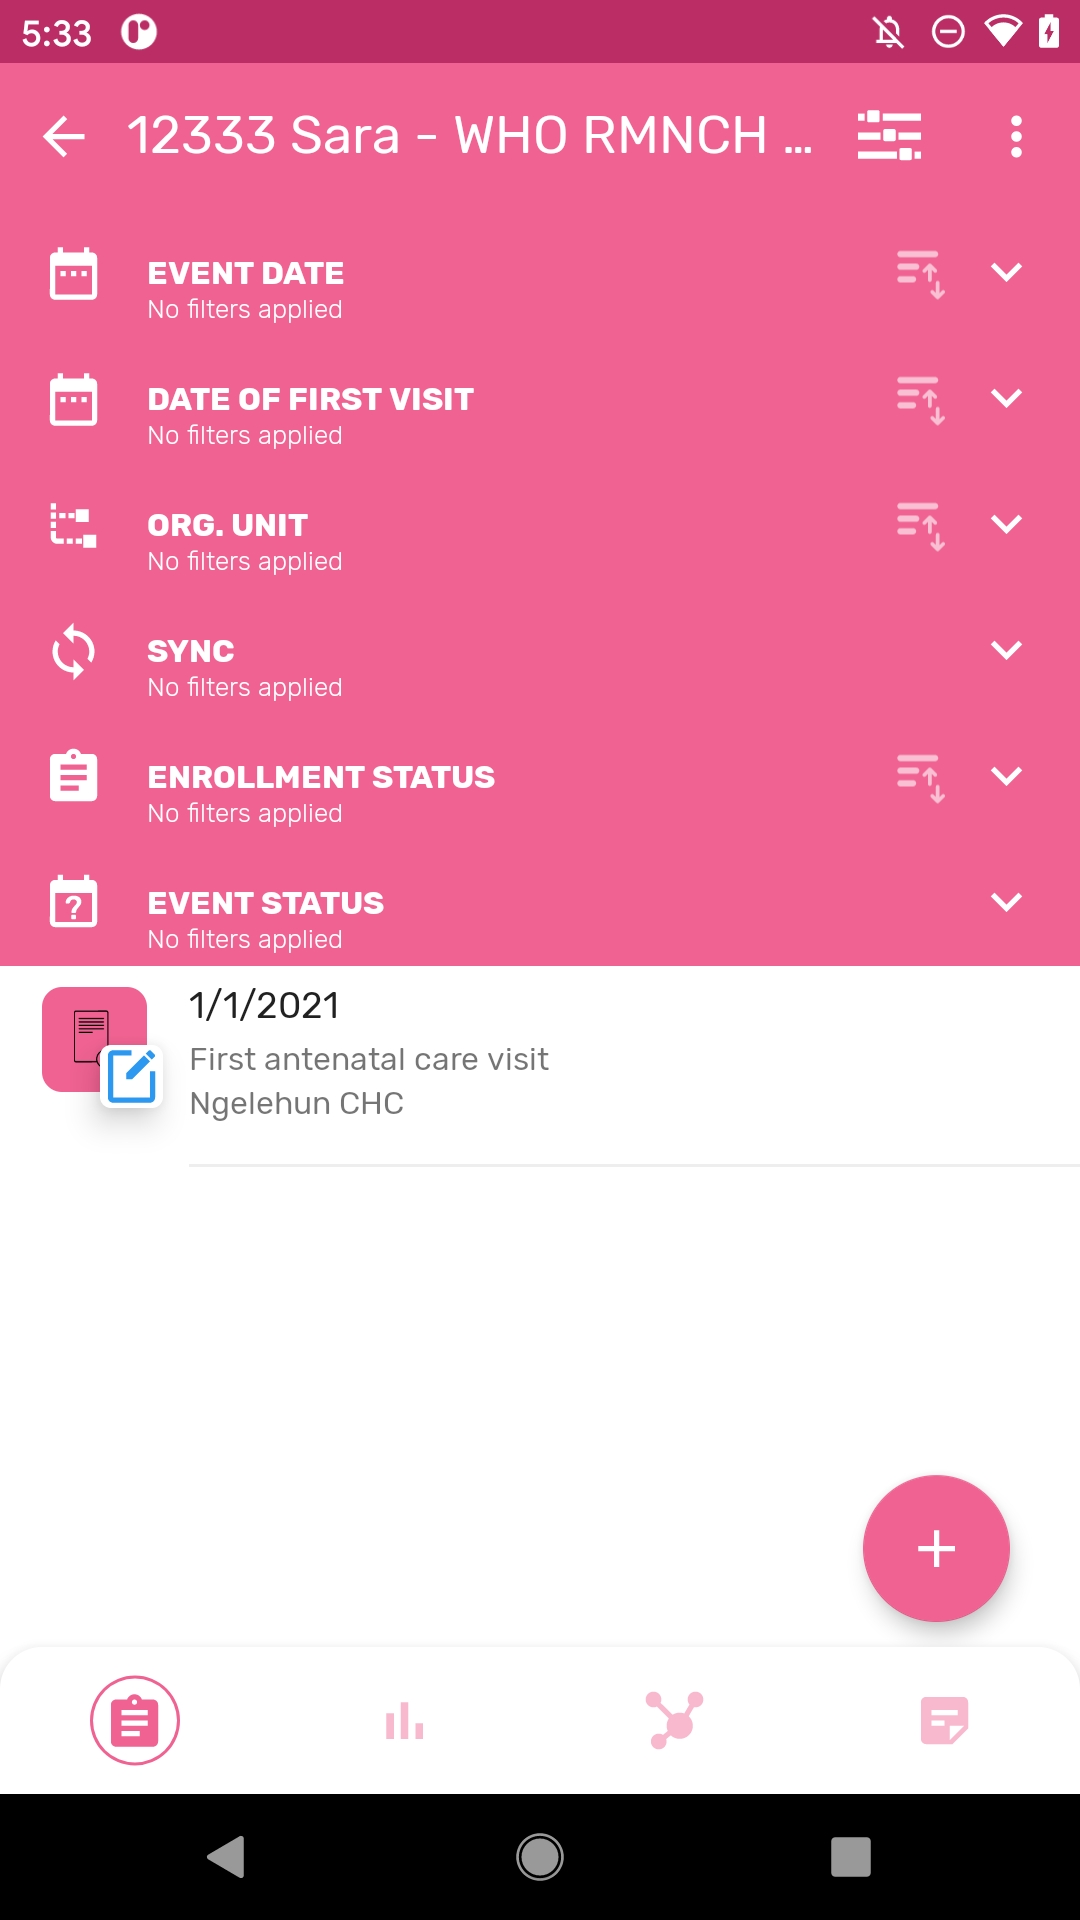 5:33
12333 Sara - WHO RMNCH ...
EVENT DATE
No filters applied
DATE OF FIRST VISIT
No filters applied
ORG. UNIT
No filters applied
SYNC
No filters applied
ENROLLMENT STATUS
No filters applied
EVENT STATUS
No filters applied
1/1/2021
First antenatal care visit
Ngelehun CHC